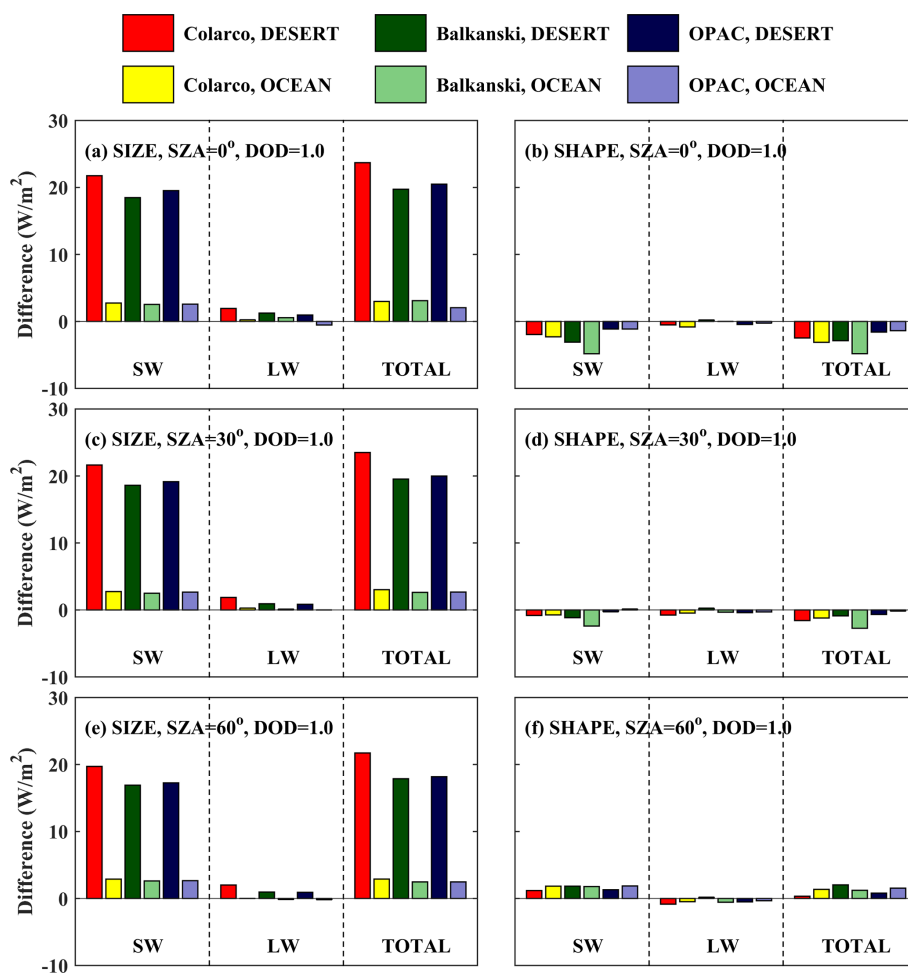 Colarco, DESERT Balkanski, DESERT OPAC, DESERT
Colarco, OCEAN Balkanski, OCEAN OPAC, OCEAN
30
20
10
0
-10
Difference (W/m²)
(a) SIZE, SZA=0°, DOD=1.0
SW LW TOTAL
(b) SHAPE, SZA=0°, DOD=1.0
SW LW TOTAL
30
20
10
0
-10
Difference (W/m²)
(c) SIZE, SZA=30°, DOD=1.0
SW LW TOTAL
(d) SHAPE, SZA=30°, DOD=1.0
SW LW TOTAL
30
20
10
0
-10
Difference (W/m²)
(e) SIZE, SZA=60°, DOD=1.0
SW LW TOTAL
(f) SHAPE, SZA=60°, DOD=1.0
SW LW TOTAL